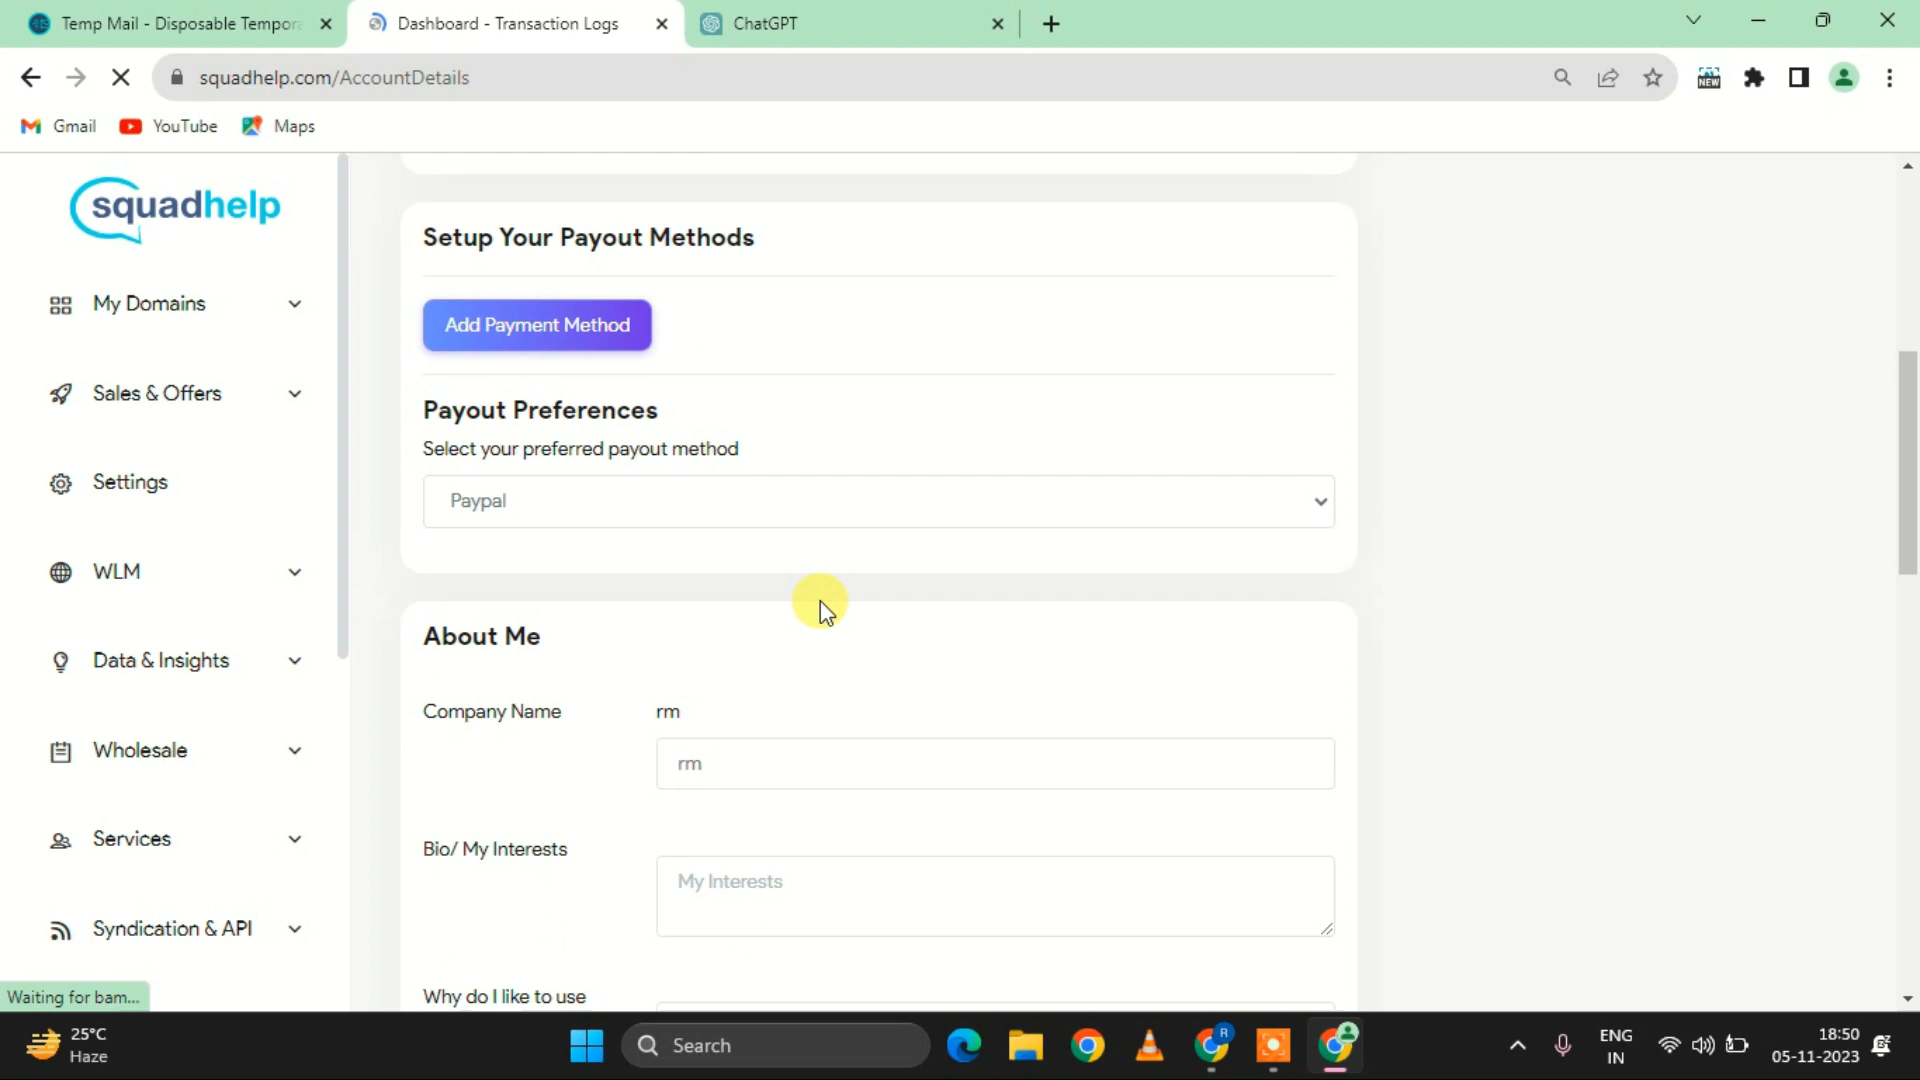 Temp Mail - Disposable Tempor
Dashboard - Transaction Logs
ChatGPT
squadhelp.com/AccountDetails
NEW
Gmail
YouTube
Maps
squadhelp
My Domains
Sales & Offers
Settings
WLM
Data & Insights
Wholesale
Services
Syndication & API
Setup Your Payout Methods
Add Payment Method
Payout Preferences
Select your preferred payout method
Paypal
About Me
Company Name
rm
rm
Bio/ My Interests
My Interests
Why do I like to use
Waiting for bam...
25°C
Haze
Search
R
ENG
IN
18:50
05-11-2023